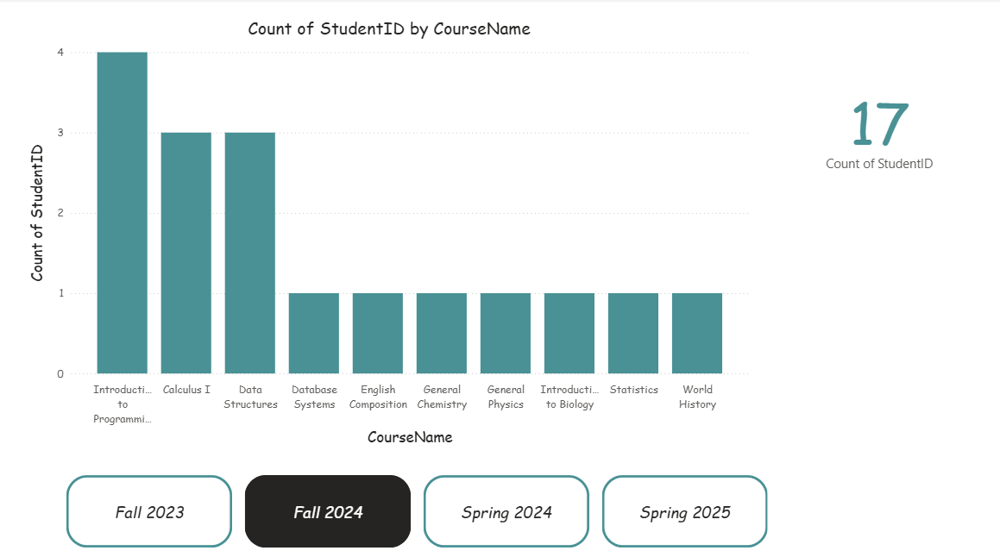 Count of StudentID by CourseName
4
3
2
1
0
Count of StudentID
Introducti...
to
Programmi...
Calculus I
Data
Structures
Database
Systems
English
Composition
General
Chemistry
General
Physics
Introducti...
to Biology
Statistics
World
History
CourseName
17
Count of StudentID
Fall 2023
Fall 2024
Spring 2024
Spring 2025